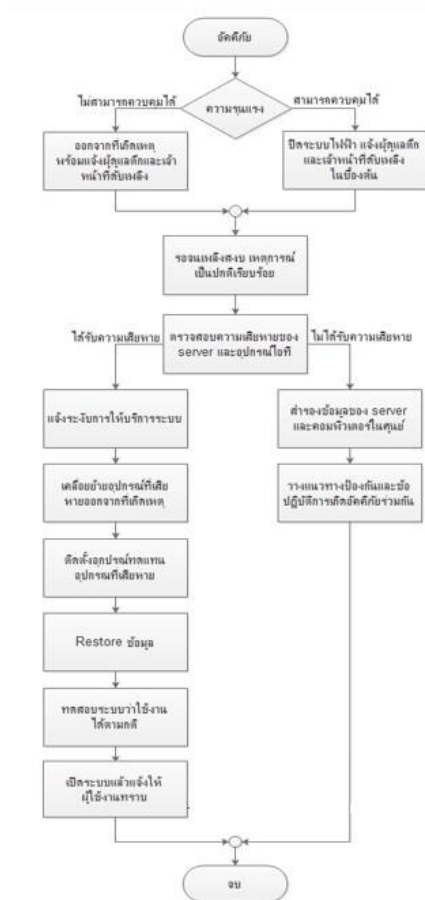 อัคคีภัย
ไม่สามารถควบคุมได้
ความรุนแรง
สามารถควบคุมได้
ออกจากที่เกิดเหตุ
พร้อมแจ้งผู้ดูแลตึกและเจ้า
หน้าที่ดับเพลิง
ปิดระบบไฟฟ้า แจ้งผู้ดูแลตึก
และเจ้าหน้าที่ดับเพลิง
ในเบื้องต้น
รอจนเพลิงสงบ เหตุการณ์
เป็นปกติเรียบร้อย
ได้รับความเสียหาย
ตรวจสอบความเสียหายของ
server และอุปกรณ์ไอที
ไม่ได้รับความเสียหาย
แจ้งระงับการให้บริการระบบ
สำรองข้อมูลของ server
และคอมพิวเตอร์ในศูนย์
เคลื่อยย้ายอุปกรณ์ที่เสีย
หายออกจากที่เกิดเหตุ
วางแนวทางป้องกันและข้อ
ปฏิบัติการเกิดอัคคีภัยร่วมกัน
ติดตั้งอุปกรณ์ทดแทน
อุปกรณที่เสียหาย
Restore ข้อมูล
ทดสอบระบบว่าใช้งาน
ได้ตามกติ
เปิดระบบแล้วแจ้งให้
ผู้ใช้งานทราบ
จบ